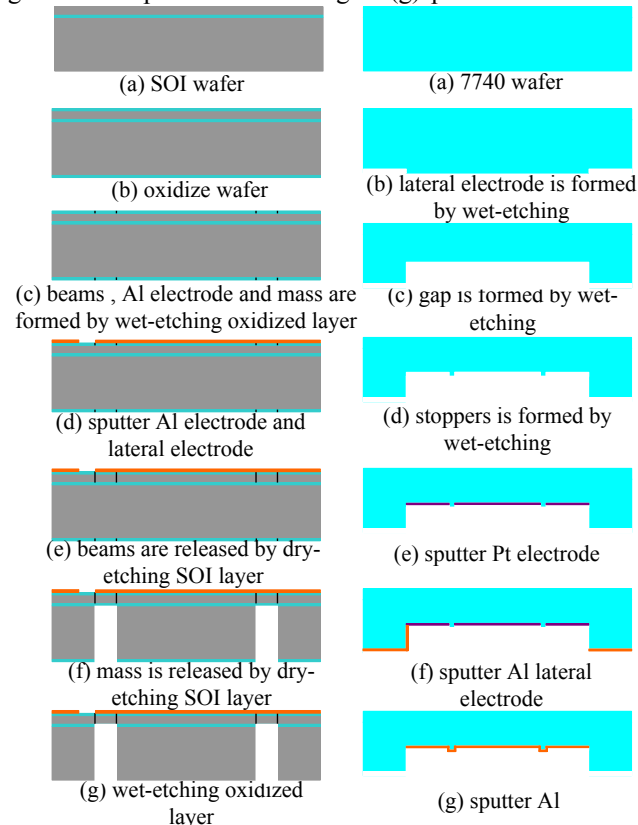 (a) SOI wafer
(b) oxidize wafer
(c) beams , Al electrode and mass are
formed by wet-etching oxidized layer
(d) sputter Al electrode and
lateral electrode
(e) beams are released by dry-
etching SOI layer
(f) mass is released by dry-
etching SOI layer
(g) wet-etching oxidized
layer
(a) 7740 wafer
(b) lateral electrode is formed
by wet-etching
(c) gap is formed by wet-
etching
(d) stoppers is formed by
wet-etching
(e) sputter Pt electrode
(f) sputter Al lateral
electrode
(g) sputter Al